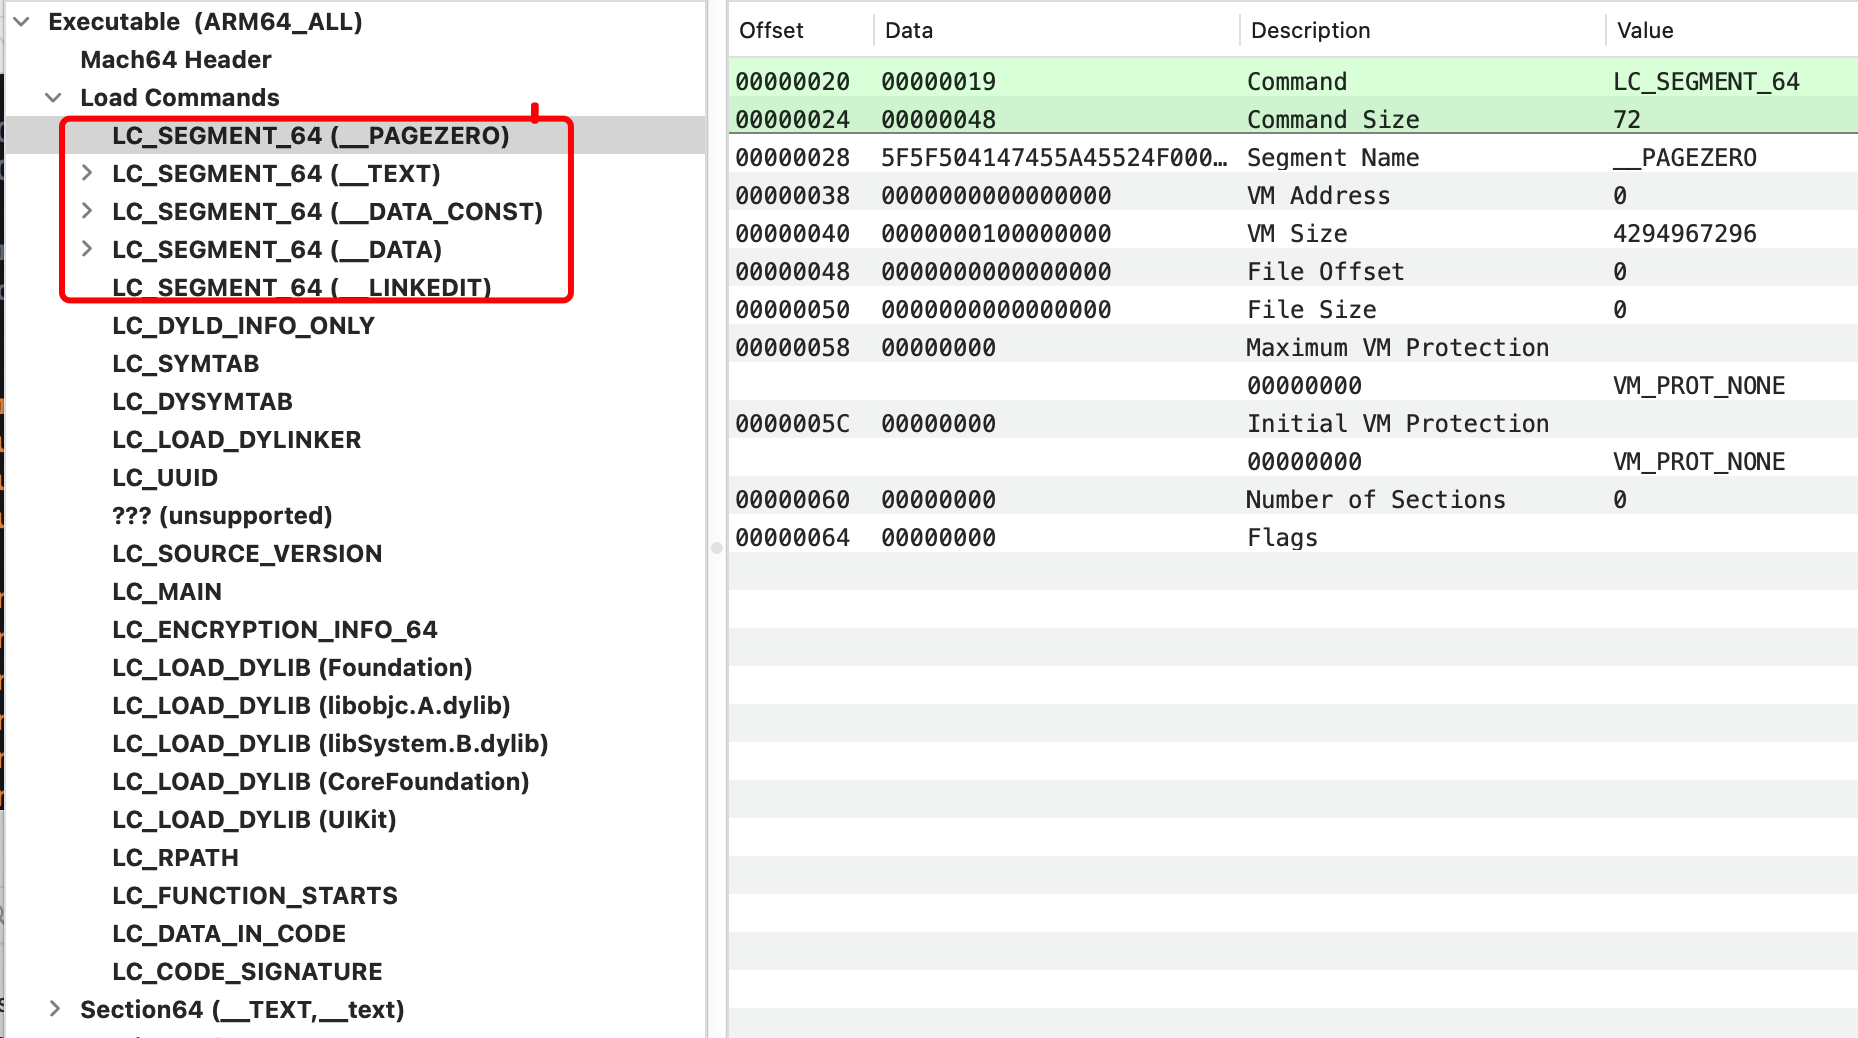 Executable (ARM64_ALL)
Mach64 Header
Load Commands
LC_SEGMENT_64 (__PAGEZERO)
LC_SEGMENT_64 (__TEXT)
LC_SEGMENT_64 (__DATA_CONST)
LC_SEGMENT_64 (__DATA)
LC_SEGMENT_64 (__LINKEDIT)
LC_DYLD_INFO_ONLY
LC_SYMTAB
LC_DYSYMTAB
LC_LOAD_DYLINKER
LC_UUID
??? (unsupported)
LC_SOURCE_VERSION
LC_MAIN
LC_ENCRYPTION_INFO_64
LC_LOAD_DYLIB (Foundation)
LC_LOAD_DYLIB (libobjc.A.dylib)
LC_LOAD_DYLIB (libSystem.B.dylib)
LC_LOAD_DYLIB (CoreFoundation)
LC_LOAD_DYLIB (UIKit)
LC_RPATH
LC_FUNCTION_STARTS
LC_DATA_IN_CODE
LC_CODE_SIGNATURE
Section64 (__TEXT,__text)
Offset Data Description Value
00000020 00000019 Command LC_SEGMENT_64
00000024 00000048 Command Size 72
00000028 5F5F504147455A45524F000… Segment Name __PAGEZERO
00000038 0000000000000000 VM Address 0
00000040 0000000100000000 VM Size 4294967296
00000048 0000000000000000 File Offset 0
00000050 0000000000000000 File Size 0
00000058 00000000 Maximum VM Protection
00000000 VM_PROT_NONE
0000005C 00000000 Initial VM Protection
00000000 VM_PROT_NONE
00000060 00000000 Number of Sections 0
00000064 00000000 Flags